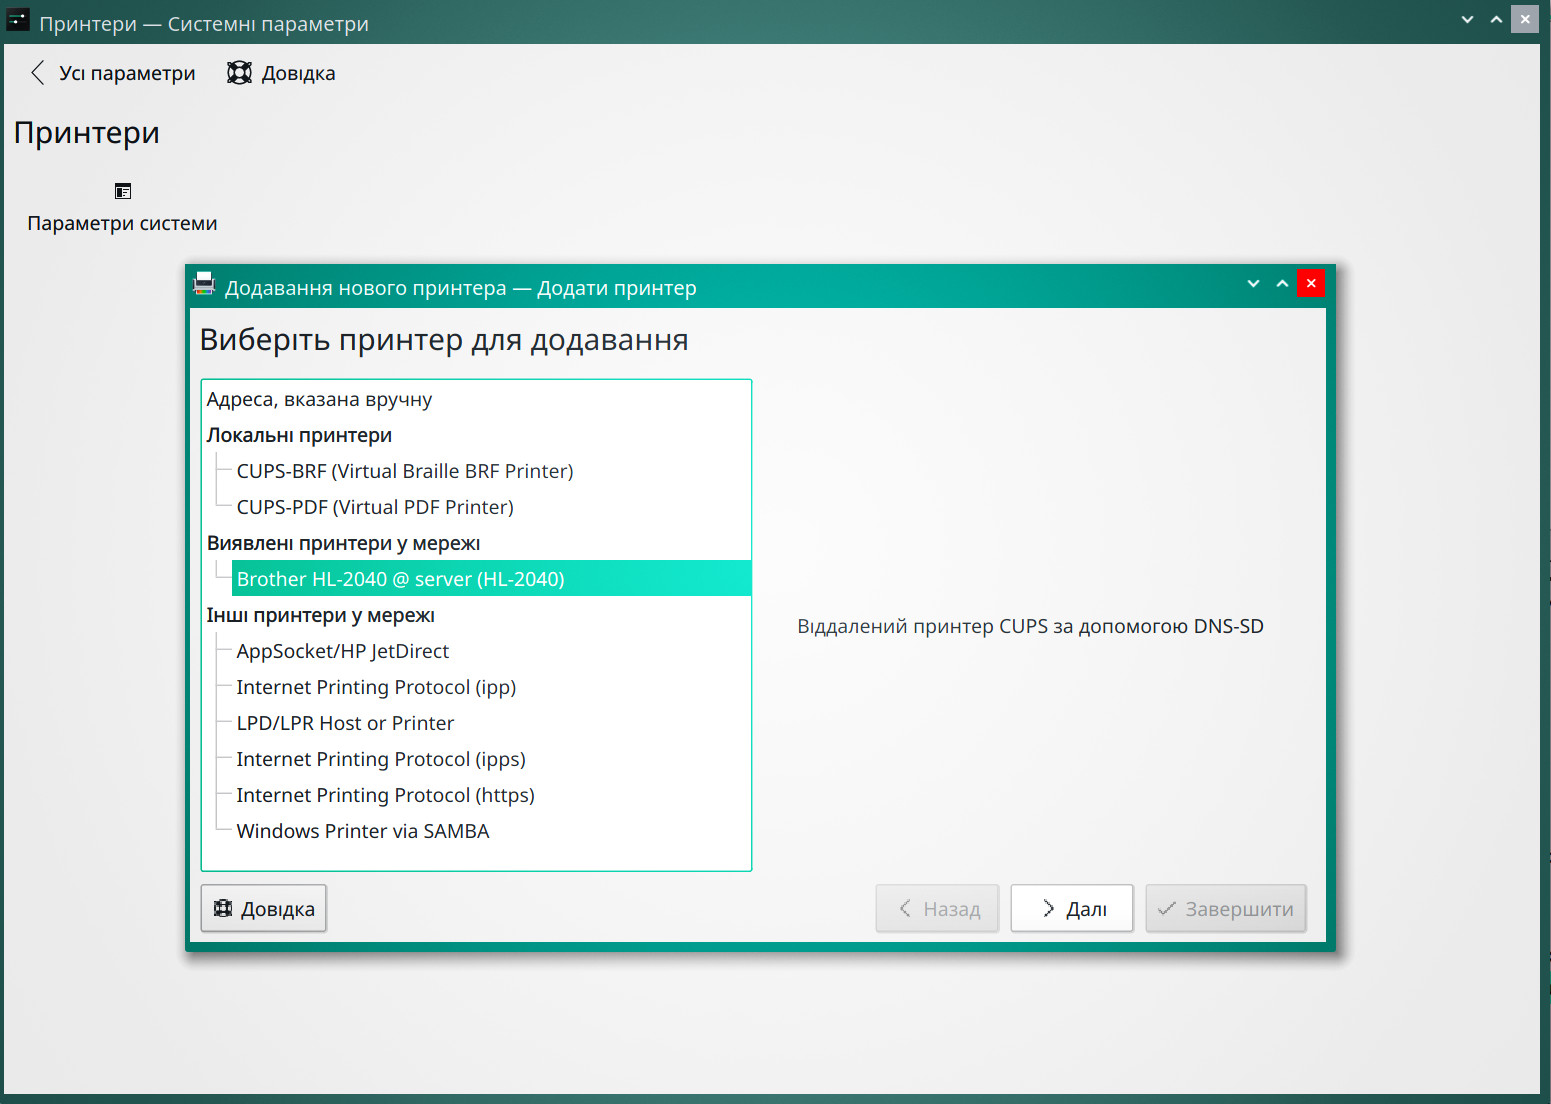 Принтери — Системні параметри
Усі параметри
Довідка
Принтери
Параметри системи
Додавання нового принтера — Додати принтер
Виберіть принтер для додавання
Адреса, вказана вручну
Локальні принтери
CUPS-BRF (Virtual Braille BRF Printer)
CUPS-PDF (Virtual PDF Printer)
Виявлені принтери у мережі
Brother HL-2040 @ server (HL-2040)
Інші принтери у мережі
AppSocket/HP JetDirect
Internet Printing Protocol (ipp)
LPD/LPR Host or Printer
Internet Printing Protocol (ipps)
Internet Printing Protocol (https)
Windows Printer via SAMBA
Віддалений принтер CUPS за допомогою DNS-SD
Довідка
Назад
Далі
Завершити